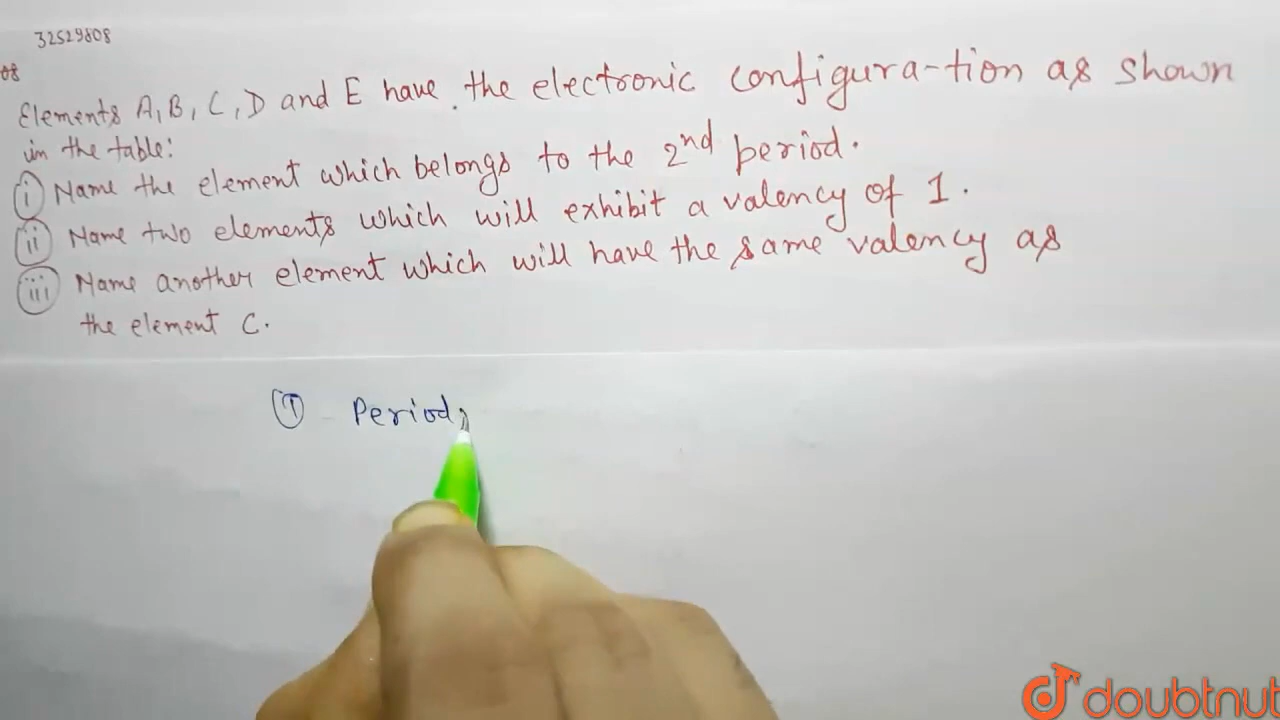 32529808
08
Elements A, B, C, D and E have the electronic configura-tion as shown
in the table:
(i) Name the element which belongs to the 2nd period.
(ii) Name two elements which will exhibit a valency of 1.
(iii) Name another element which will have the same valency as
the element C.
(i) Period
doubtnut